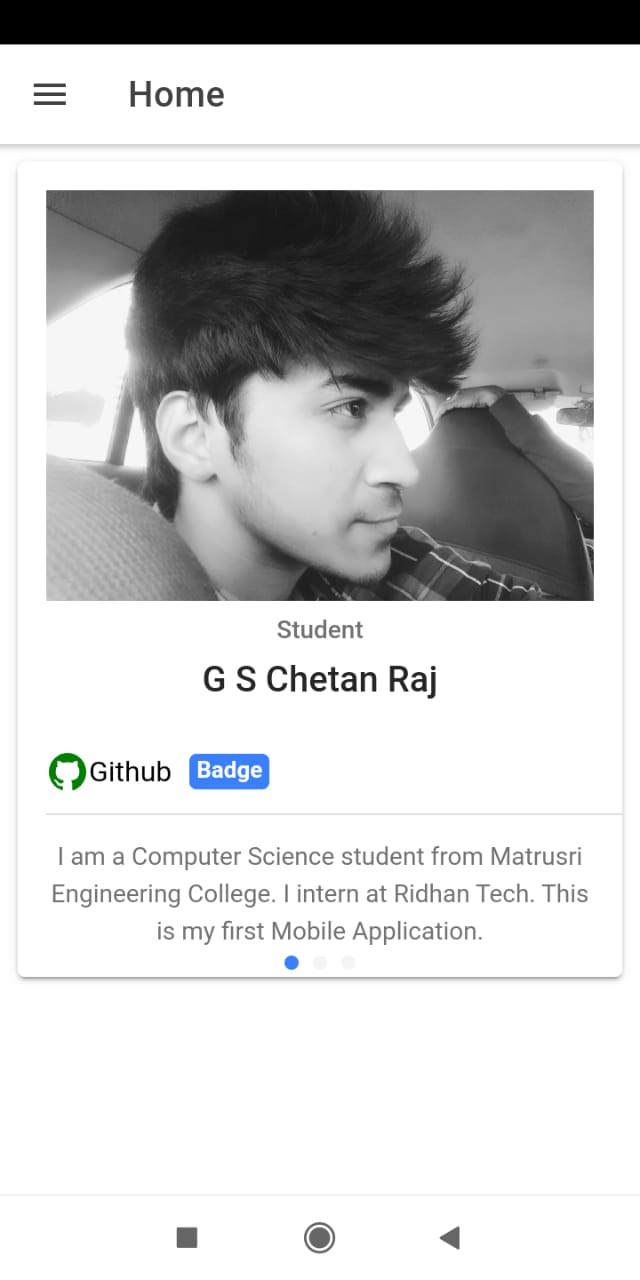 Home
Student
G S Chetan Raj
Github Badge
I am a Computer Science student from Matrusri
Engineering College. I intern at Ridhan Tech. This
is my first Mobile Application.